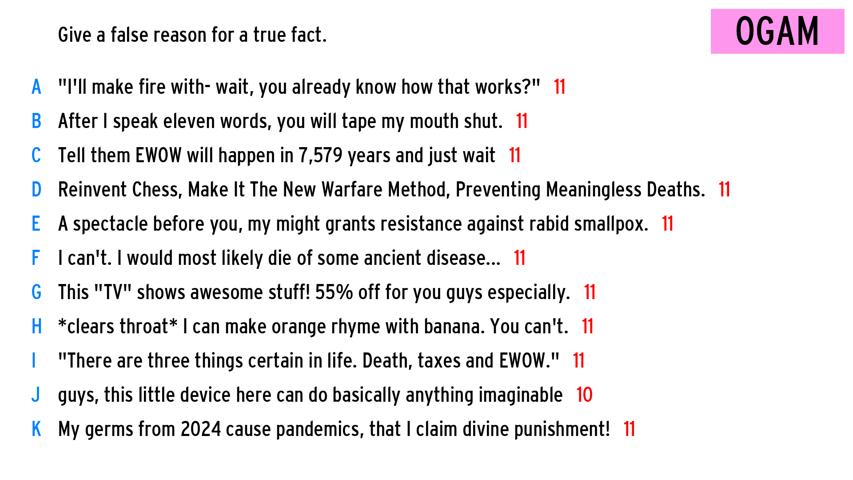 Give a false reason for a true fact.
OGAM
A "I'll make fire with- wait, you already know how that works?" 11
B After I speak eleven words, you will tape my mouth shut. 11
C Tell them EWOW will happen in 7,579 years and just wait 11
D Reinvent Chess, Make It The New Warfare Method, Preventing Meaningless Deaths. 11
E A spectacle before you, my might grants resistance against rabid smallpox. 11
F I can't. I would most likely die of some ancient disease... 11
G This "TV" shows awesome stuff! 55% off for you guys especially. 11
H *clears throat* I can make orange rhyme with banana. You can't. 11
I "There are three things certain in life. Death, taxes and EWOW." 11
J guys, this little device here can do basically anything imaginable 10
K My germs from 2024 cause pandemics, that I claim divine punishment! 11